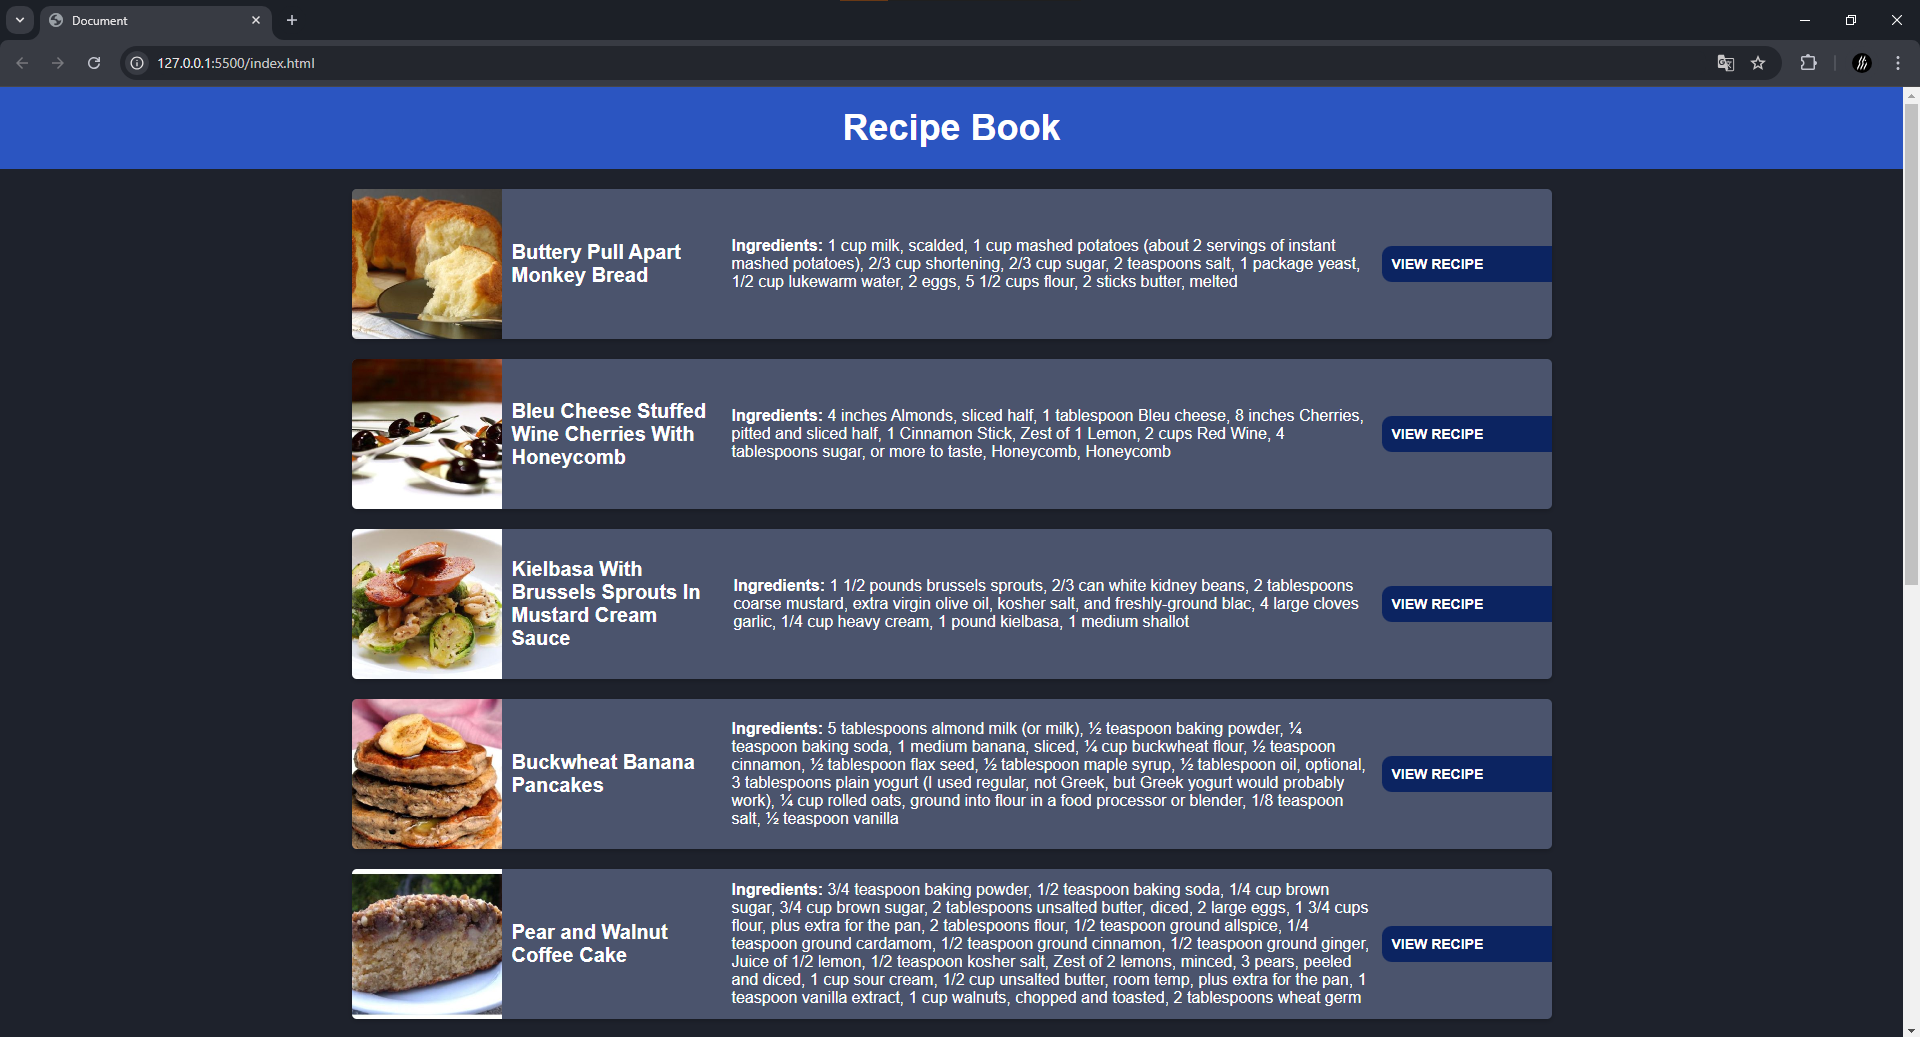 Document
127.0.0.1:5500/index.html
Recipe Book
Buttery Pull Apart
Monkey Bread
Ingredients: 1 cup milk, scalded, 1 cup mashed potatoes (about 2 servings of instant
mashed potatoes), 2/3 cup shortening, 2/3 cup sugar, 2 teaspoons salt, 1 package yeast,
1/2 cup lukewarm water, 2 eggs, 5 1/2 cups flour, 2 sticks butter, melted
VIEW RECIPE
Bleu Cheese Stuffed
Wine Cherries With
Honeycomb
Ingredients: 4 inches Almonds, sliced half, 1 tablespoon Bleu cheese, 8 inches Cherries,
pitted and sliced half, 1 Cinnamon Stick, Zest of 1 Lemon, 2 cups Red Wine, 4
tablespoons sugar, or more to taste, Honeycomb, Honeycomb
VIEW RECIPE
Kielbasa With
Brussels Sprouts In
Mustard Cream
Sauce
Ingredients: 1 1/2 pounds brussels sprouts, 2/3 can white kidney beans, 2 tablespoons
coarse mustard, extra virgin olive oil, kosher salt, and freshly-ground blac, 4 large cloves
garlic, 1/4 cup heavy cream, 1 pound kielbasa, 1 medium shallot
VIEW RECIPE
Buckwheat Banana
Pancakes
Ingredients: 5 tablespoons almond milk (or milk), ½ teaspoon baking powder, ¼
teaspoon baking soda, 1 medium banana, sliced, ¼ cup buckwheat flour, ½ teaspoon
cinnamon, ½ tablespoon flax seed, ½ tablespoon maple syrup, ½ tablespoon oil, optional,
3 tablespoons plain yogurt (I used regular, not Greek, but Greek yogurt would probably
work), ¼ cup rolled oats, ground into flour in a food processor or blender, 1/8 teaspoon
salt, ½ teaspoon vanilla
VIEW RECIPE
Pear and Walnut
Coffee Cake
Ingredients: 3/4 teaspoon baking powder, 1/2 teaspoon baking soda, 1/4 cup brown
sugar, 3/4 cup brown sugar, 2 tablespoons unsalted butter, diced, 2 large eggs, 1 3/4 cups
flour, plus extra for the pan, 2 tablespoons flour, 1/2 teaspoon ground allspice, 1/4
teaspoon ground cardamom, 1/2 teaspoon ground cinnamon, 1/2 teaspoon ground ginger,
Juice of 1/2 lemon, 1/2 teaspoon kosher salt, Zest of 2 lemons, minced, 3 pears, peeled
and diced, 1 cup sour cream, 1/2 cup unsalted butter, room temp, plus extra for the pan, 1
teaspoon vanilla extract, 1 cup walnuts, chopped and toasted, 2 tablespoons wheat germ
VIEW RECIPE